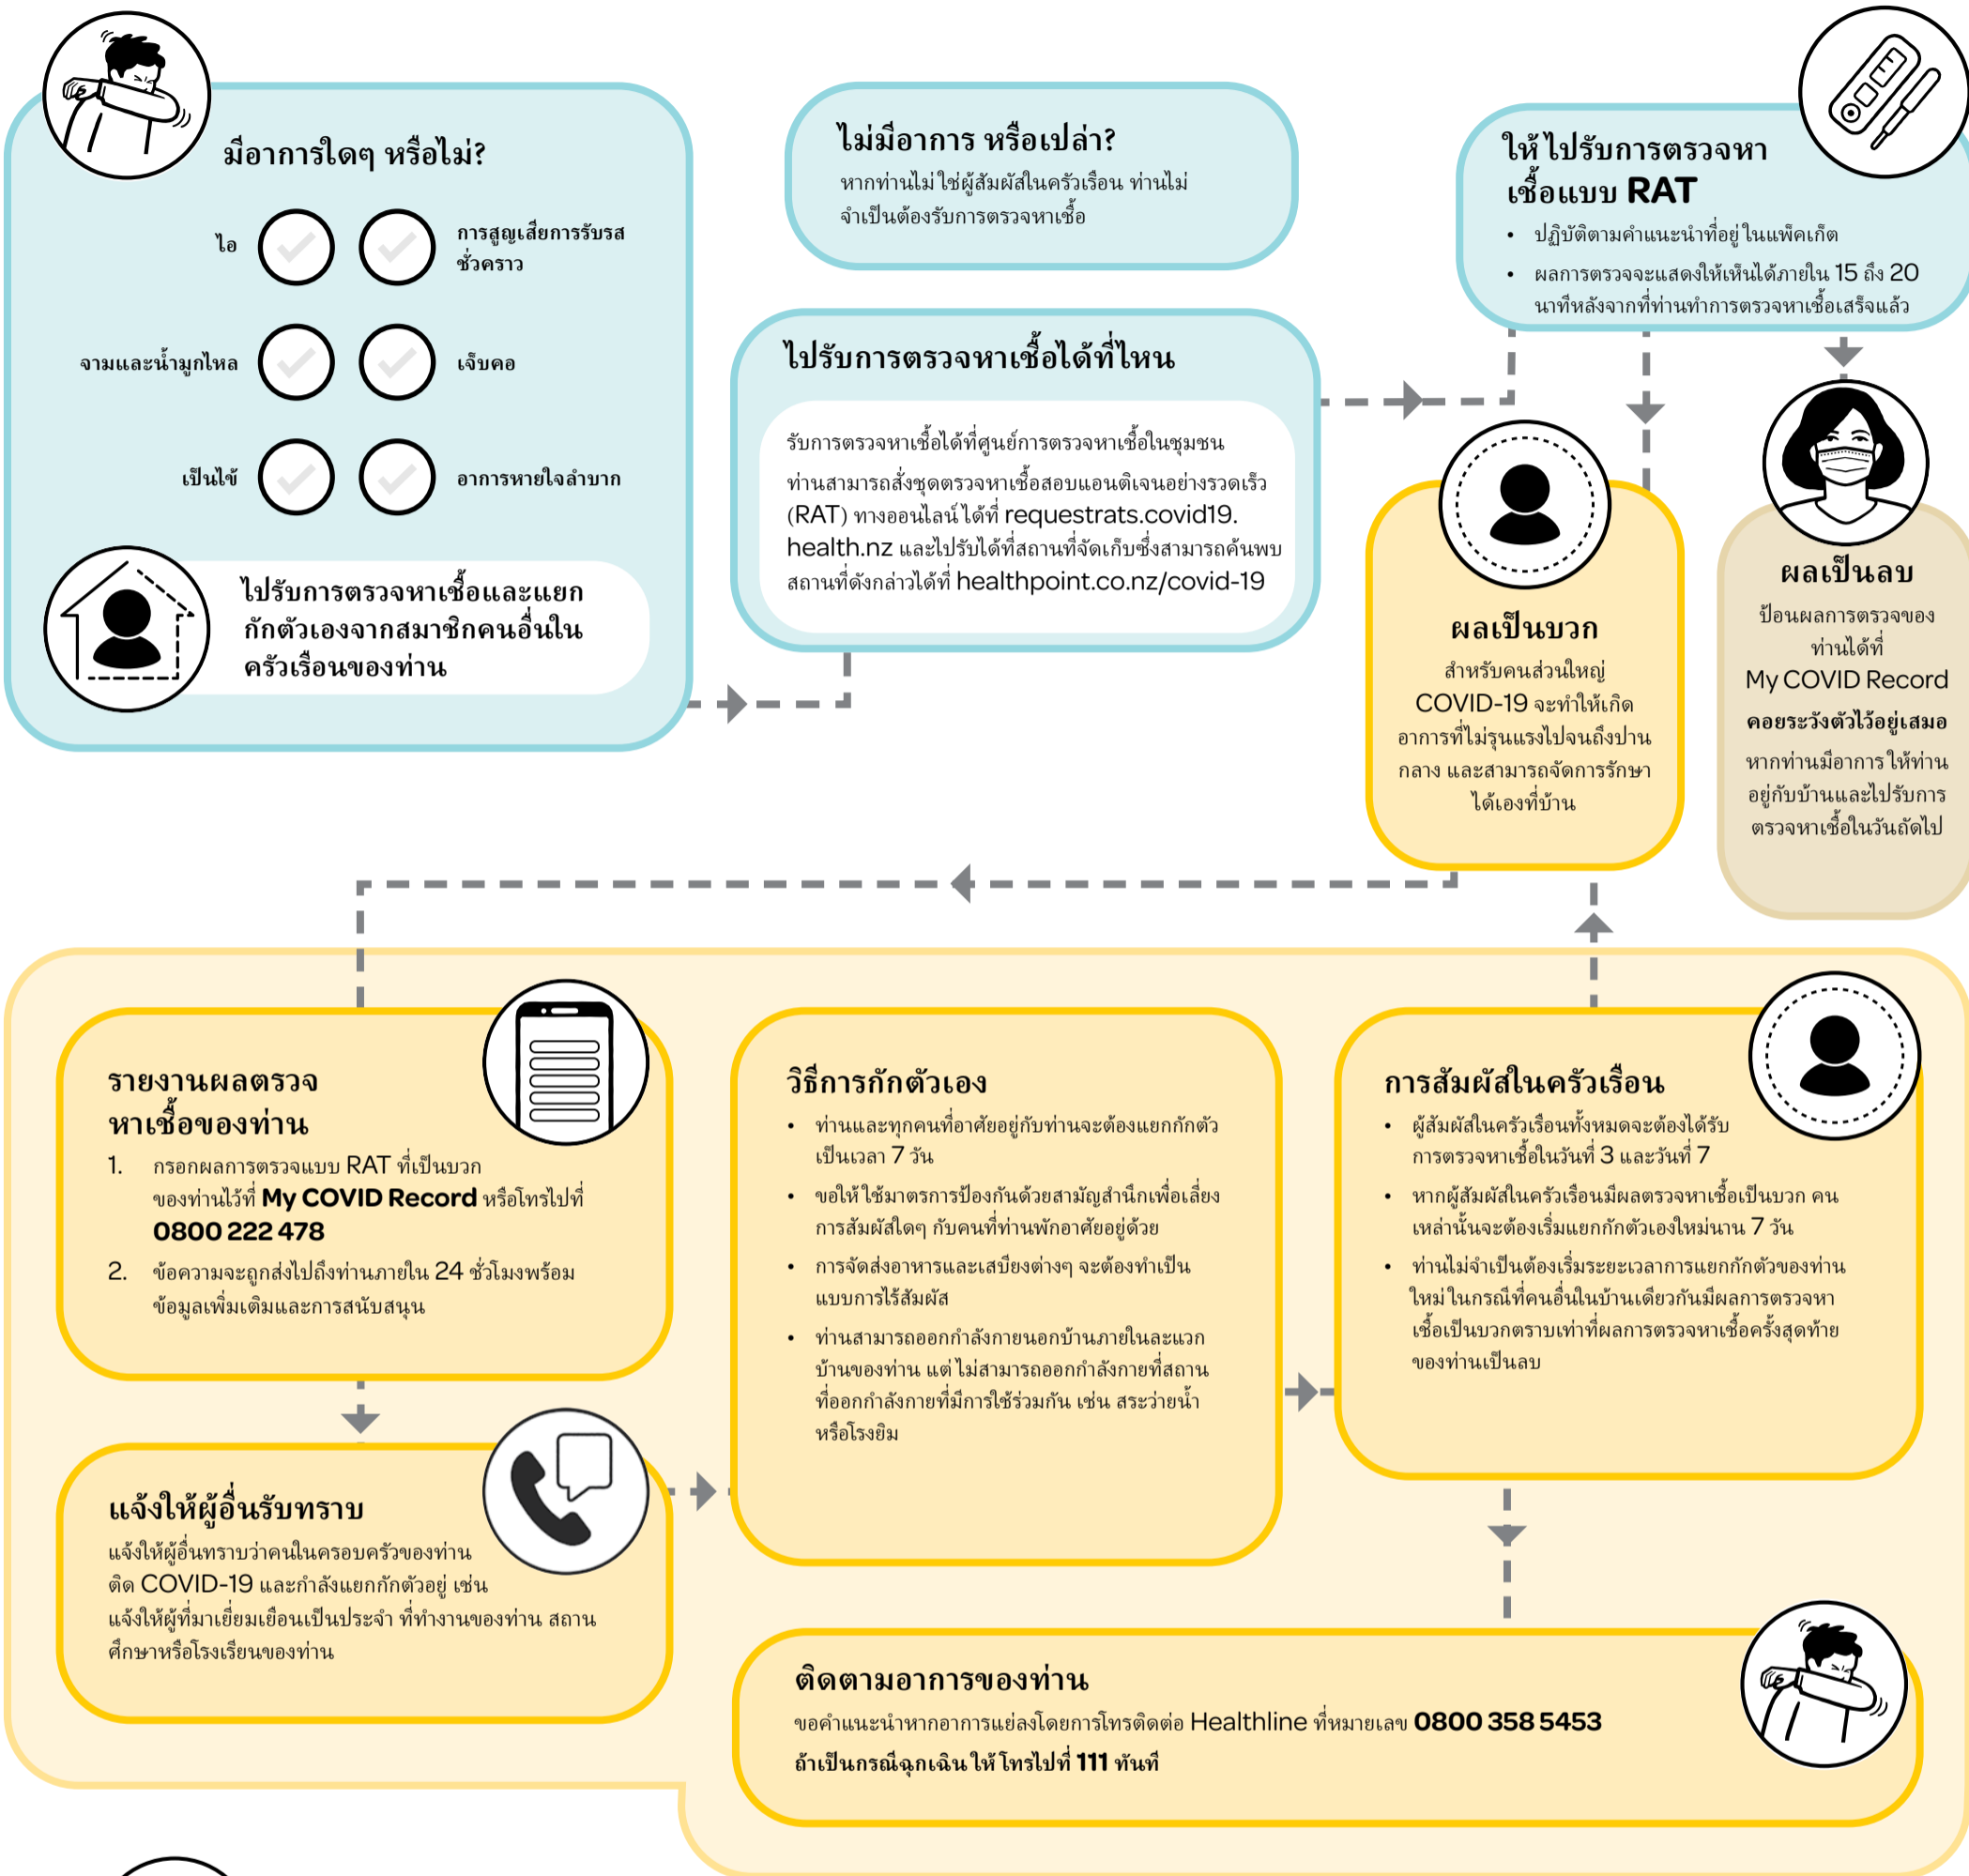 มีอาการใดๆ หรือไม่?
ไอ
การสูญเสียการรับรส
ชั่วคราว
จามและน้ำมูกไหล
เจ็บคอ
เป็นไข้
อาการหายใจลำบาก
ไปรับการตรวจหาเชื้อและแยก
กักตัวเองจากสมาชิกคนอื่นใน
ครัวเรือนของท่าน
ไม่มีอาการ หรือเปล่า?
หากท่านไม่ใช่ผู้สัมผัสในครัวเรือน ท่านไม่
จำเป็นต้องรับการตรวจหาเชื้อ
ไปรับการตรวจหาเชื้อได้ที่ไหน
รับการตรวจหาเชื้อได้ที่ศูนย์การตรวจหาเชื้อในชุมชน
ท่านสามารถสั่งชุดตรวจหาเชื้อสอบแอนติเจนอย่างรวดเร็ว
(RAT) ทางออนไลน์ได้ที่ requestrats.covid19.
health.nz และไปรับได้ที่สถานที่จัดเก็บซึ่งสามารถค้นพบ
สถานที่ดังกล่าวได้ที่ healthpoint.co.nz/covid-19
ให้ไปรับการตรวจหา
เชื้อแบบ RAT
• ปฏิบัติตามคำแนะนำที่อยู่ในแพ็คเก็ต
• ผลการตรวจจะแสดงให้เห็นได้ภายใน 15 ถึง 20
นาทีหลังจากที่ท่านทำการตรวจหาเชื้อเสร็จแล้ว
ผลเป็นบวก
สำหรับคนส่วนใหญ่
COVID-19 จะทำให้เกิด
อาการที่ไม่รุนแรงไปจนถึงปาน
กลาง และสามารถจัดการรักษา
ได้เองที่บ้าน
ผลเป็นลบ
ป้อนผลการตรวจของ
ท่านได้ที่
My COVID Record
คอยระวังตัวไว้อยู่เสมอ
หากท่านมีอาการ ให้ท่าน
อยู่กับบ้านและไปรับการ
ตรวจหาเชื้อในวันถัดไป
รายงานผลตรวจ
หาเชื้อของท่าน
1. กรอกผลการตรวจแบบ RAT ที่เป็นบวก
ของท่านไว้ที่ My COVID Record หรือโทรไปที่
0800 222 478
2. ข้อความจะถูกส่งไปถึงท่านภายใน 24 ชั่วโมงพร้อม
ข้อมูลเพิ่มเติมและการสนับสนุน
แจ้งให้ผู้อื่นรับทราบ
แจ้งให้ผู้อื่นทราบว่าคนในครอบครัวของท่าน
ติด COVID-19 และกำลังแยกกักตัวอยู่ เช่น
แจ้งให้ผู้ที่มาเยี่ยมเยือนเป็นประจำ ที่ทำงานของท่าน สถาน
ศึกษาหรือโรงเรียนของท่าน
วิธีการกักตัวเอง
• ท่านและทุกคนที่อาศัยอยู่กับท่านจะต้องแยกกักตัว
เป็นเวลา 7 วัน
• ขอให้ใช้มาตรการป้องกันด้วยสามัญสำนึกเพื่อเลี่ยง
การสัมผัสใดๆ กับคนที่ท่านพักอาศัยอยู่ด้วย
• การจัดส่งอาหารและเสบียงต่างๆ จะต้องทำเป็น
แบบการไร้สัมผัส
• ท่านสามารถออกกำลังกายนอกบ้านภายในละแวก
บ้านของท่าน แต่ไม่สามารถออกกำลังกายที่สถาน
ที่ออกกำลังกายที่มีการใช้ร่วมกัน เช่น สระว่ายน้ำ
หรือโรงยิม
การสัมผัสในครัวเรือน
• ผู้สัมผัสในครัวเรือนทั้งหมดจะต้องได้รับ
การตรวจหาเชื้อในวันที่ 3 และวันที่ 7
• หากผู้สัมผัสในครัวเรือนมีผลตรวจหาเชื้อเป็นบวก คน
เหล่านั้นจะต้องเริ่มแยกกักตัวเองใหม่นาน 7 วัน
• ท่านไม่จำเป็นต้องเริ่มระยะเวลาการแยกกักตัวของท่าน
ใหม่ในกรณีที่คนอื่นในบ้านเดียวกันมีผลการตรวจหา
เชื้อเป็นบวกตราบเท่าที่ผลการตรวจหาเชื้อครั้งสุดท้าย
ของท่านเป็นลบ
ติดตามอาการของท่าน
ขอคำแนะนำหากอาการแย่ลงโดยการโทรติดต่อ Healthline ที่หมายเลข 0800 358 5453
ถ้าเป็นกรณีฉุกเฉิน ให้โทรไปที่ 111 ทันที